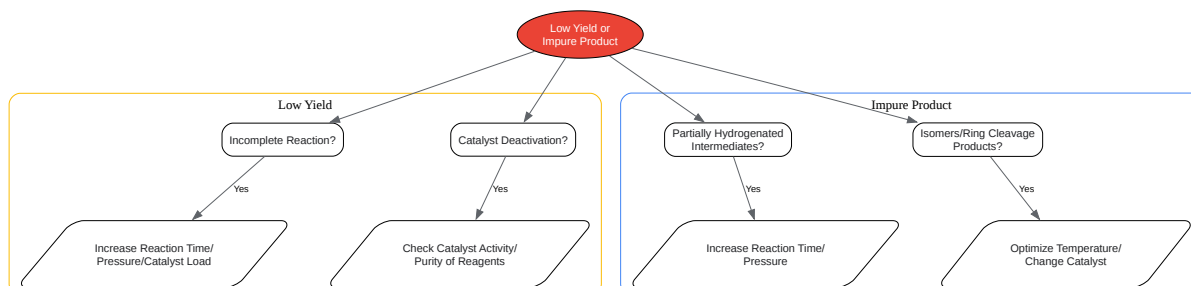 Low Yield or
Impure Product
Low Yield
Impure Product
Incomplete Reaction?
Catalyst Deactivation?
Partially Hydrogenated
Intermediates?
Isomers/Ring Cleavage
Products?
Yes
Yes
Yes
Yes
Increase Reaction Time/
Pressure/Catalyst Load
Check Catalyst Activity/
Purity of Reagents
Increase Reaction Time/
Pressure
Optimize Temperature/
Change Catalyst